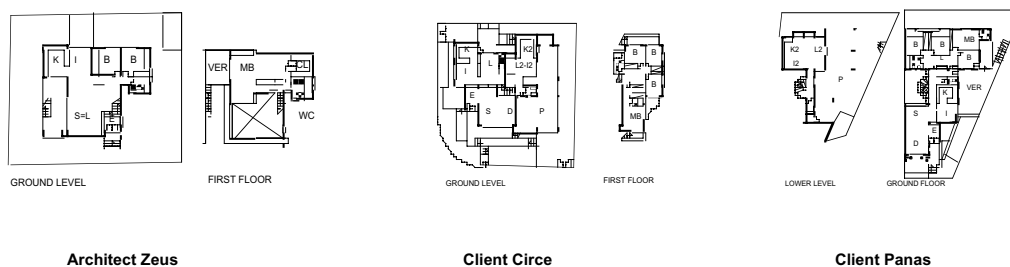 K I B B
S=L
E
GROUND LEVEL
VER MB CL
WC
FIRST FLOOR
Architect Zeus
K L K2
I L2-I2
E
S D P
GROUND LEVEL
B B
B
MB
FIRST FLOOR
Client Circe
K2 L2
I2
P
LOWER LEVEL
B B MB
L B
VER
K
S I
E
D
GROUND FLOOR
Client Panas